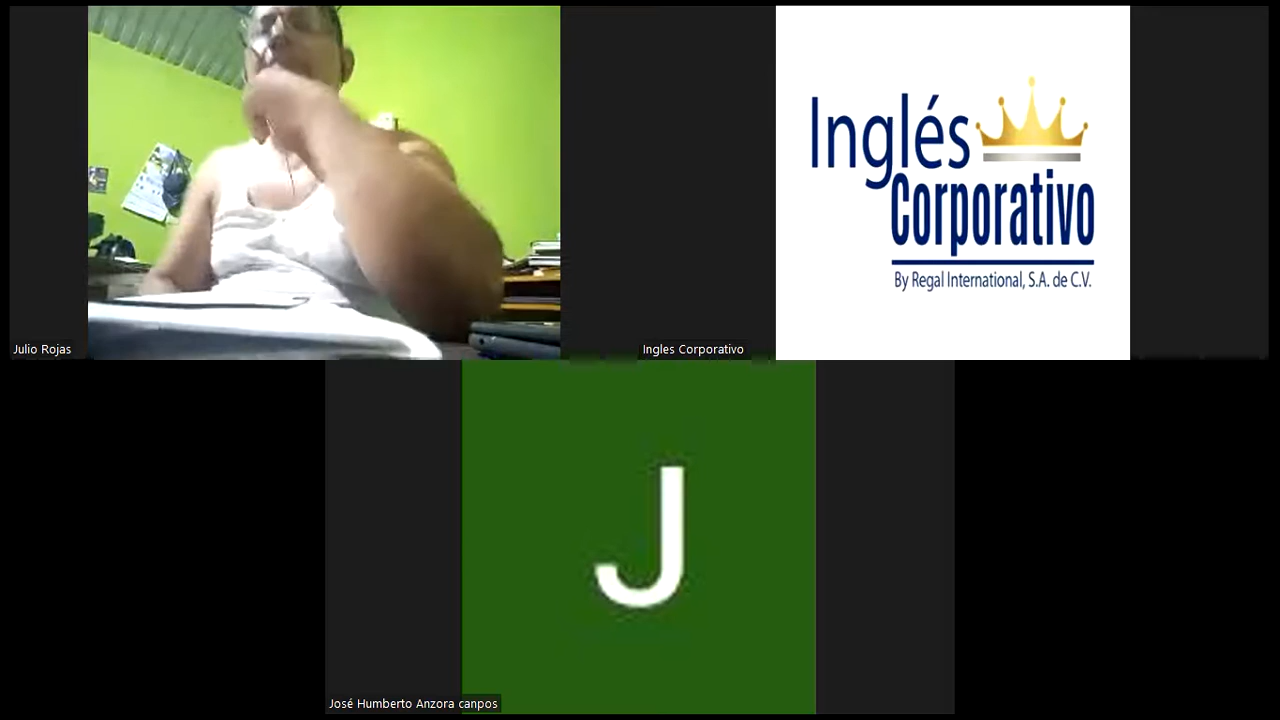 Inglés
Corporativo
By Regal International, S.A. de C.V.
Julio Rojas
Ingles Corporativo
J
José Humberto Anzora canpos